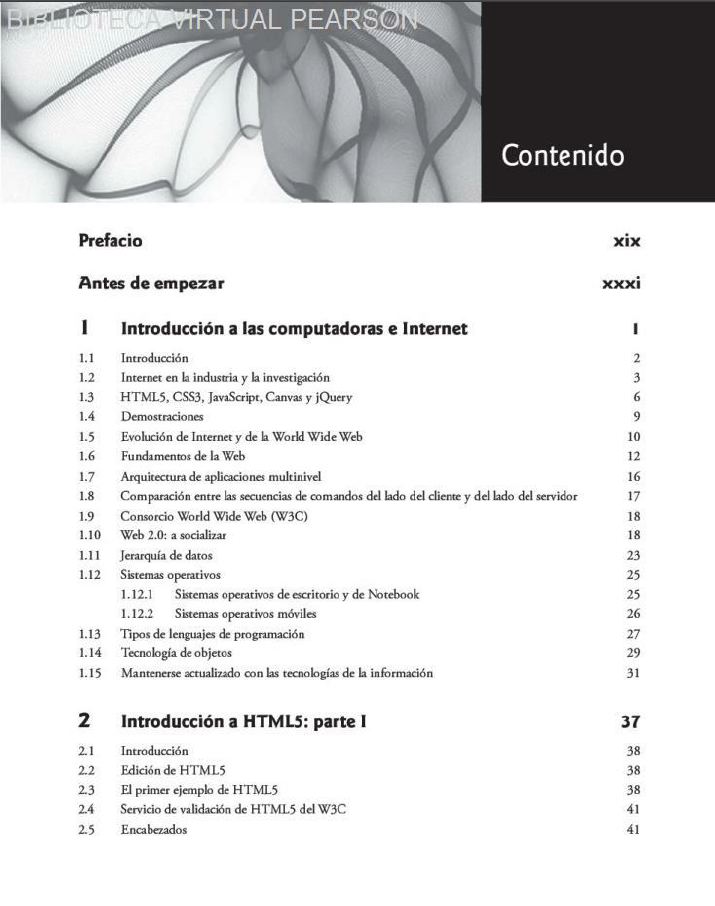 BIBLIOTECA VIRTUAL PEARSON
Contenido
Prefacio xix
Antes de empezar xxxi
1 Introducción a las computadoras e Internet 1
1.1 Introducción 2
1.2 Internet en la industria y la investigación 3
1.3 HTML5, CSS3, JavaScript, Canvas y jQuery 6
1.4 Demostraciones 9
1.5 Evolución de Internet y de la World Wide Web 10
1.6 Fundamentos de la Web 12
1.7 Arquitectura de aplicaciones multinivel 16
1.8 Comparación entre las secuencias de comandos del lado del cliente y del lado del servidor 17
1.9 Consorcio World Wide Web (W3C) 18
1.10 Web 2.0: a socializar 18
1.11 Jerarquía de datos 23
1.12 Sistemas operativos 25
1.12.1 Sistemas operativos de escritorio y de Notebook 25
1.12.2 Sistemas operativos móviles 26
1.13 Tipos de lenguajes de programación 27
1.14 Tecnología de objetos 29
1.15 Mantenerse actualizado con las tecnologías de la información 31
2 Introducción a HTML5: parte I 37
2.1 Introducción 38
2.2 Edición de HTML5 38
2.3 El primer ejemplo de HTML5 38
2.4 Servicio de validación de HTML5 del W3C 41
2.5 Encabezados 41